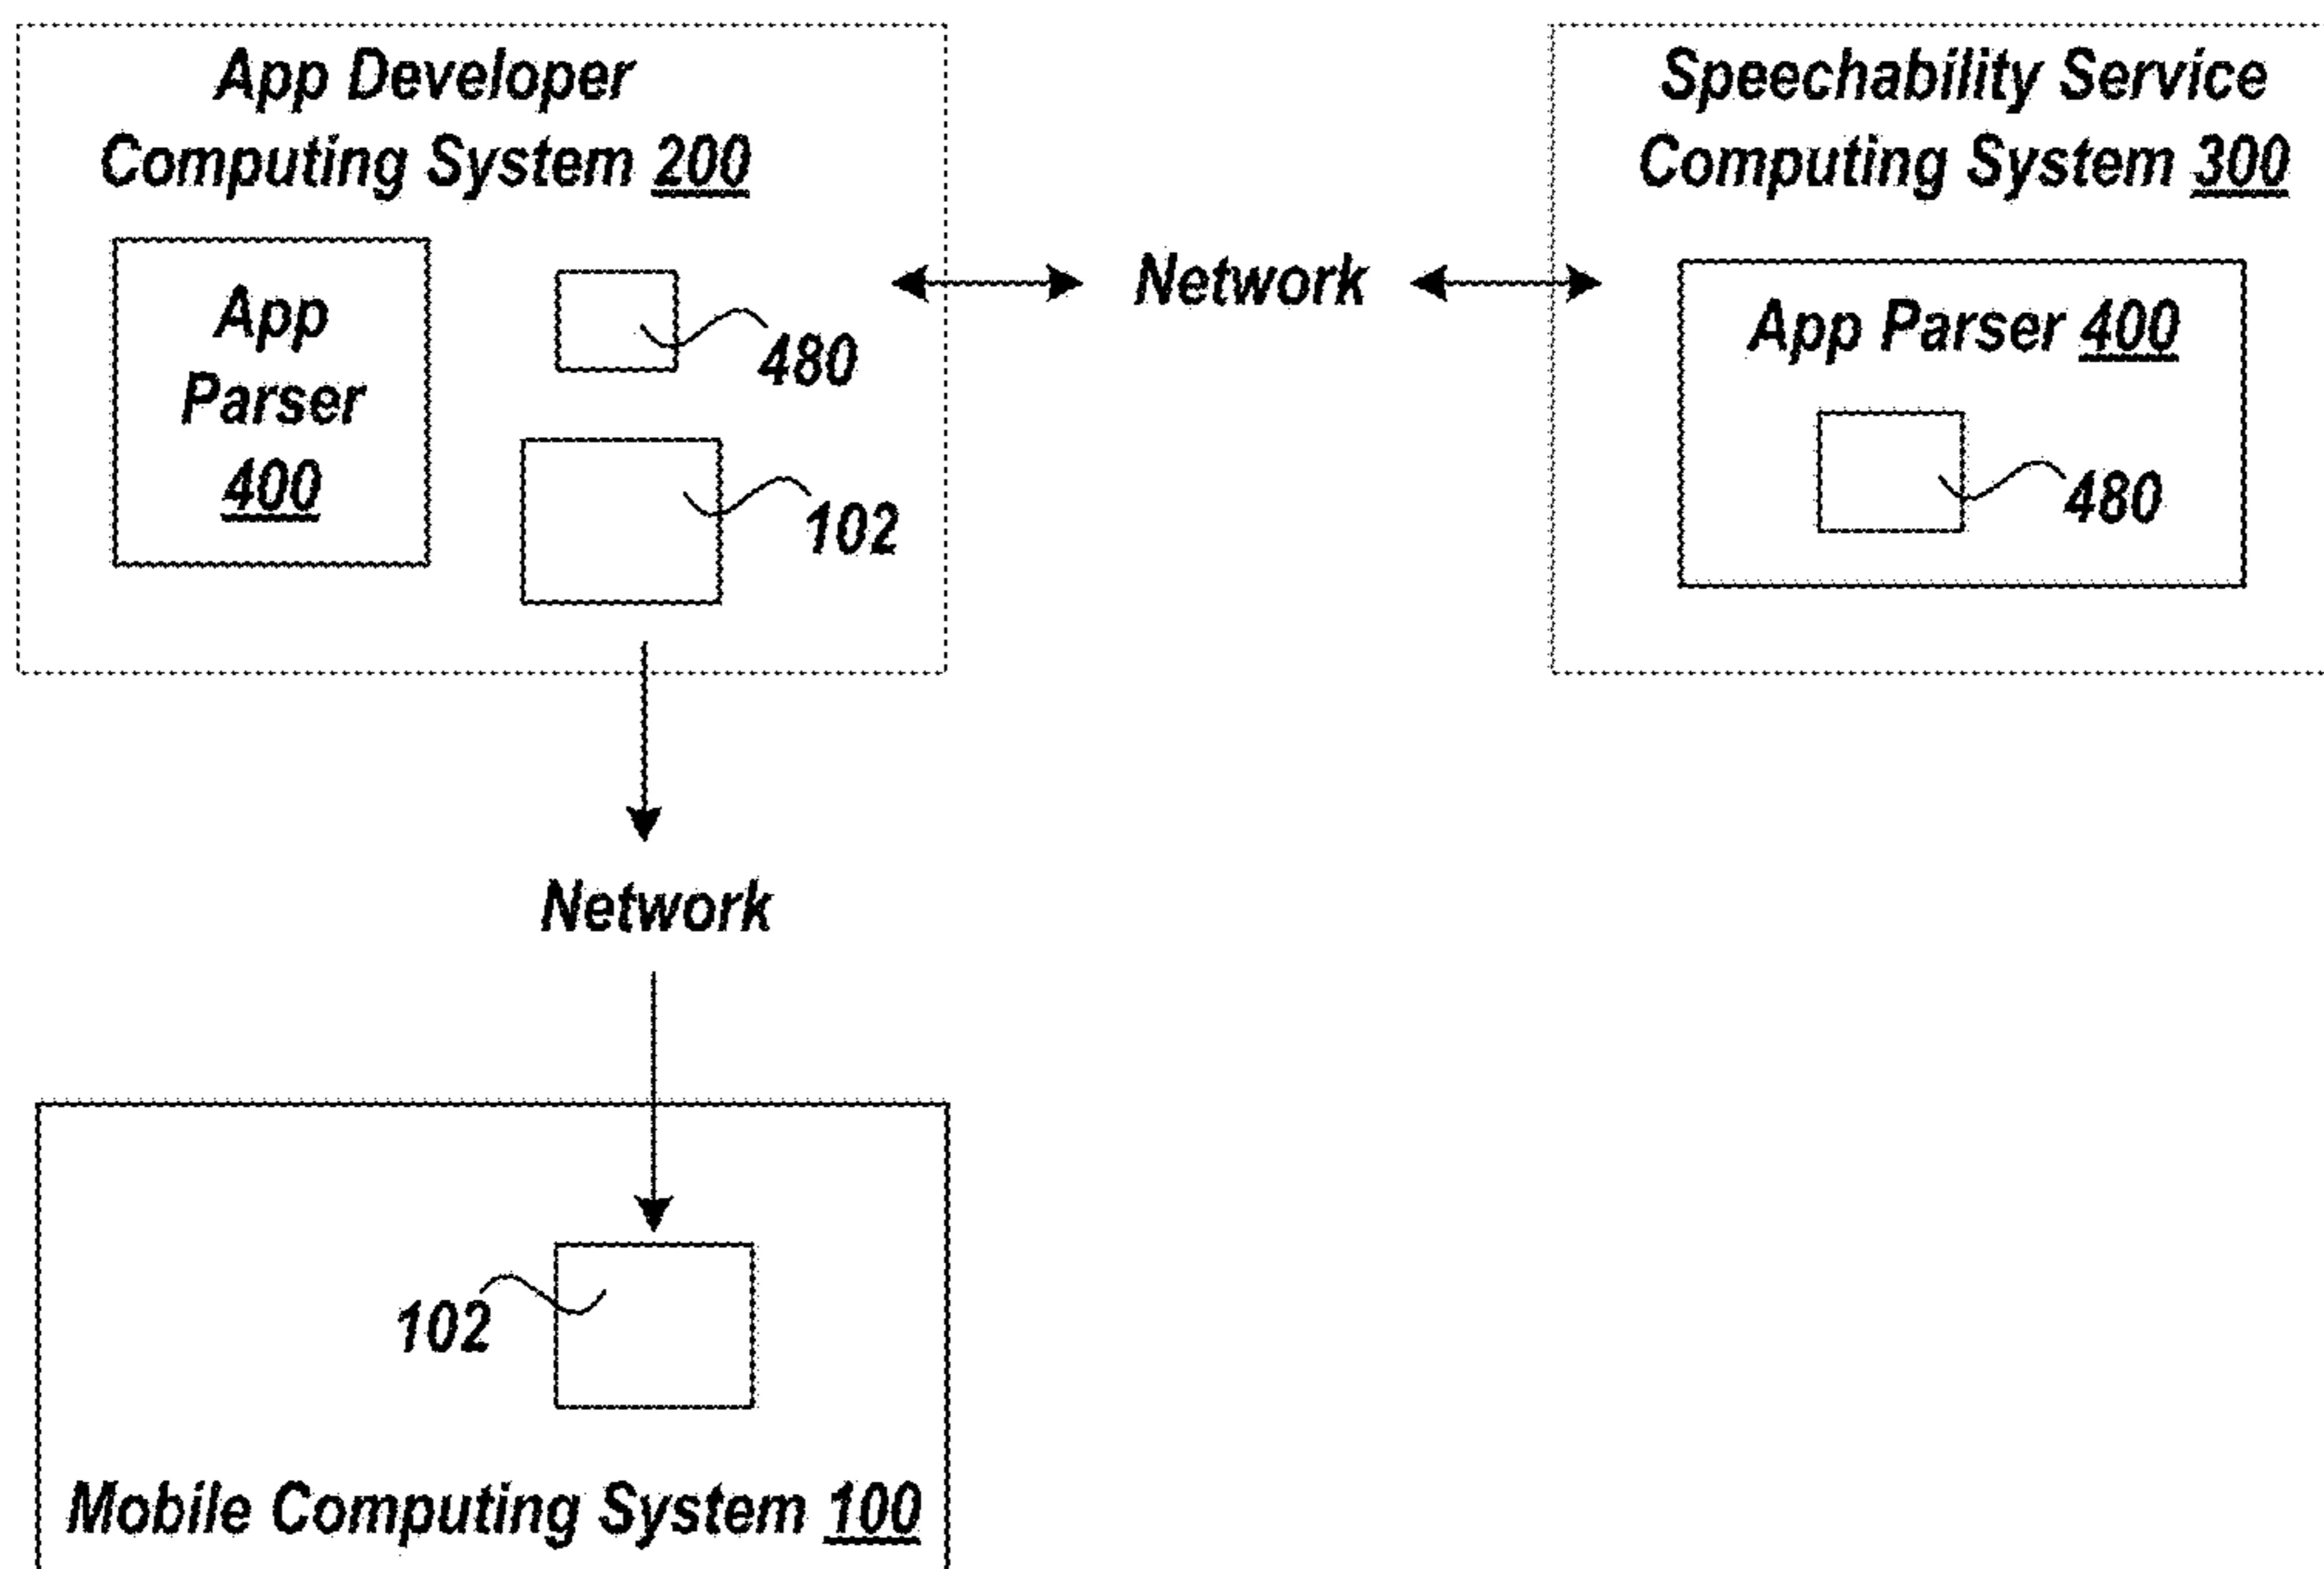 App Developer
Computing System 200
App
Parser
400
480
102
Network
Speechability Service
Computing System 300
App Parser 400
480
Network
102
Mobile Computing System 100